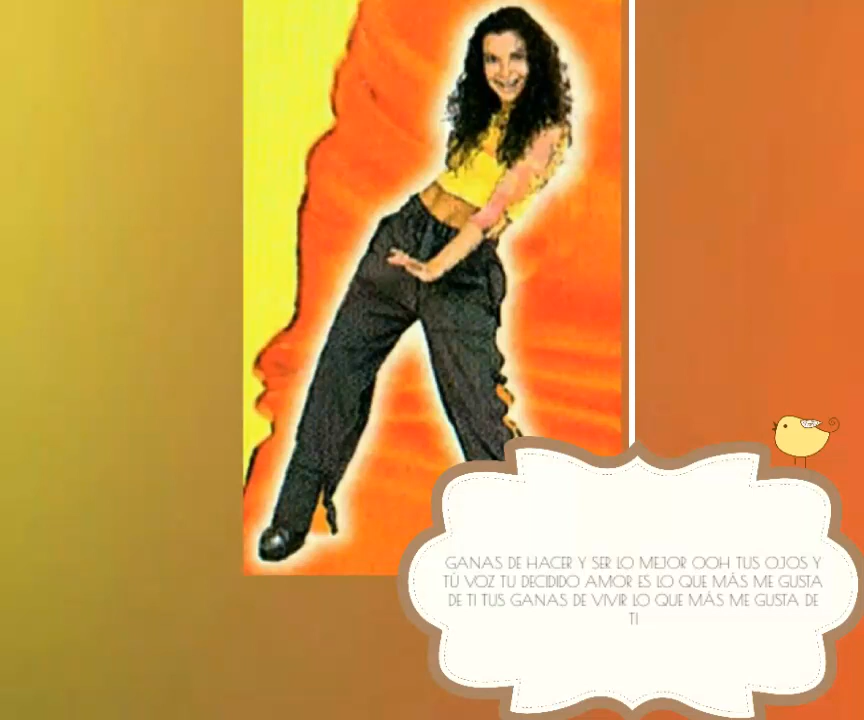 GANAS DE HACER Y SER LO MEJOR OOH TUS OJOS Y
TÚ VOZ TU DECIDIDO AMOR ES LO QUE MÁS ME GUSTA
DE TI TUS GANAS DE VIVIR LO QUE MÁS ME GUSTA DE
TI